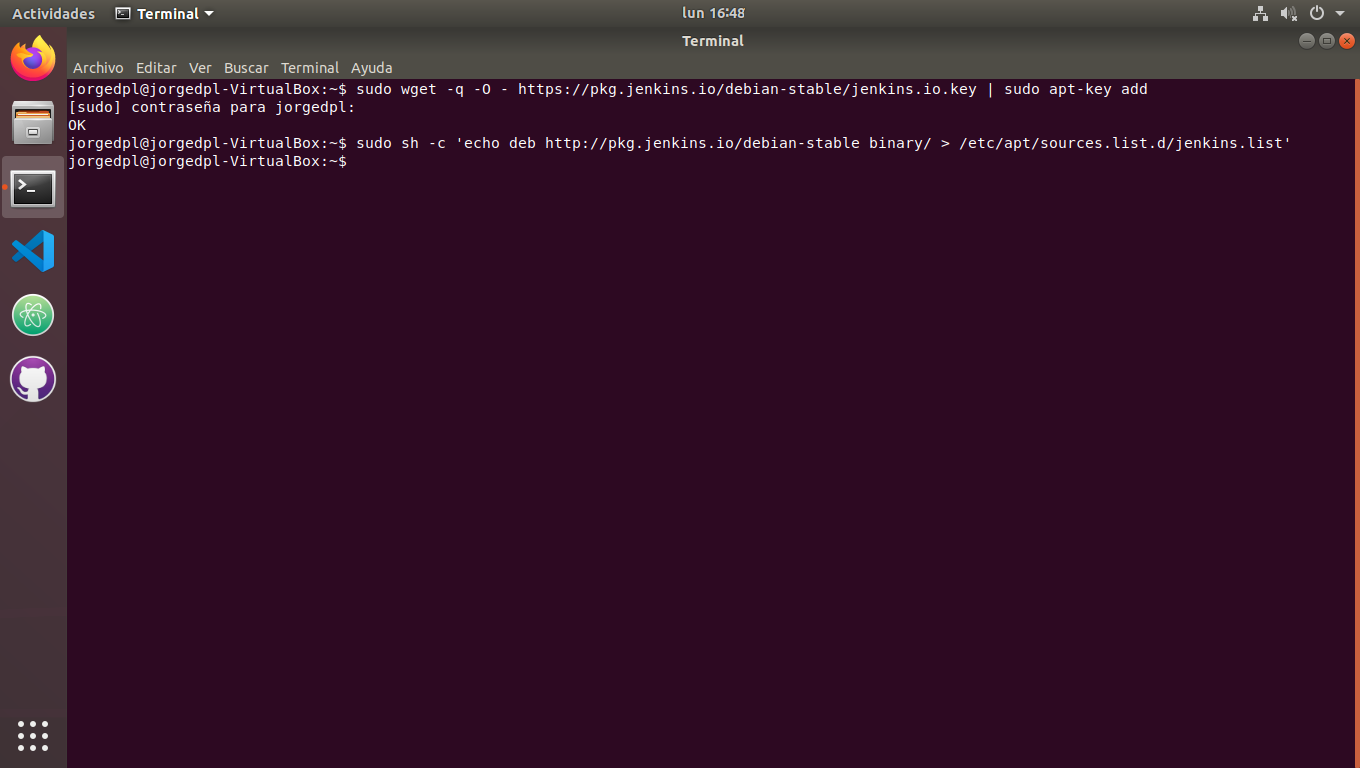 Actividades
Terminal
lun 16:48
Terminal
Archivo Editar Ver Buscar Terminal Ayuda
jorgedpl@jorgedpl-VirtualBox:~$ sudo wget -q -O - https://pkg.jenkins.io/debian-stable/jenkins.io.key | sudo apt-key add
[sudo] contraseña para jorgedpl:
OK
jorgedpl@jorgedpl-VirtualBox:~$ sudo sh -c 'echo deb http://pkg.jenkins.io/debian-stable binary/ > /etc/apt/sources.list.d/jenkins.list'
jorgedpl@jorgedpl-VirtualBox:~$